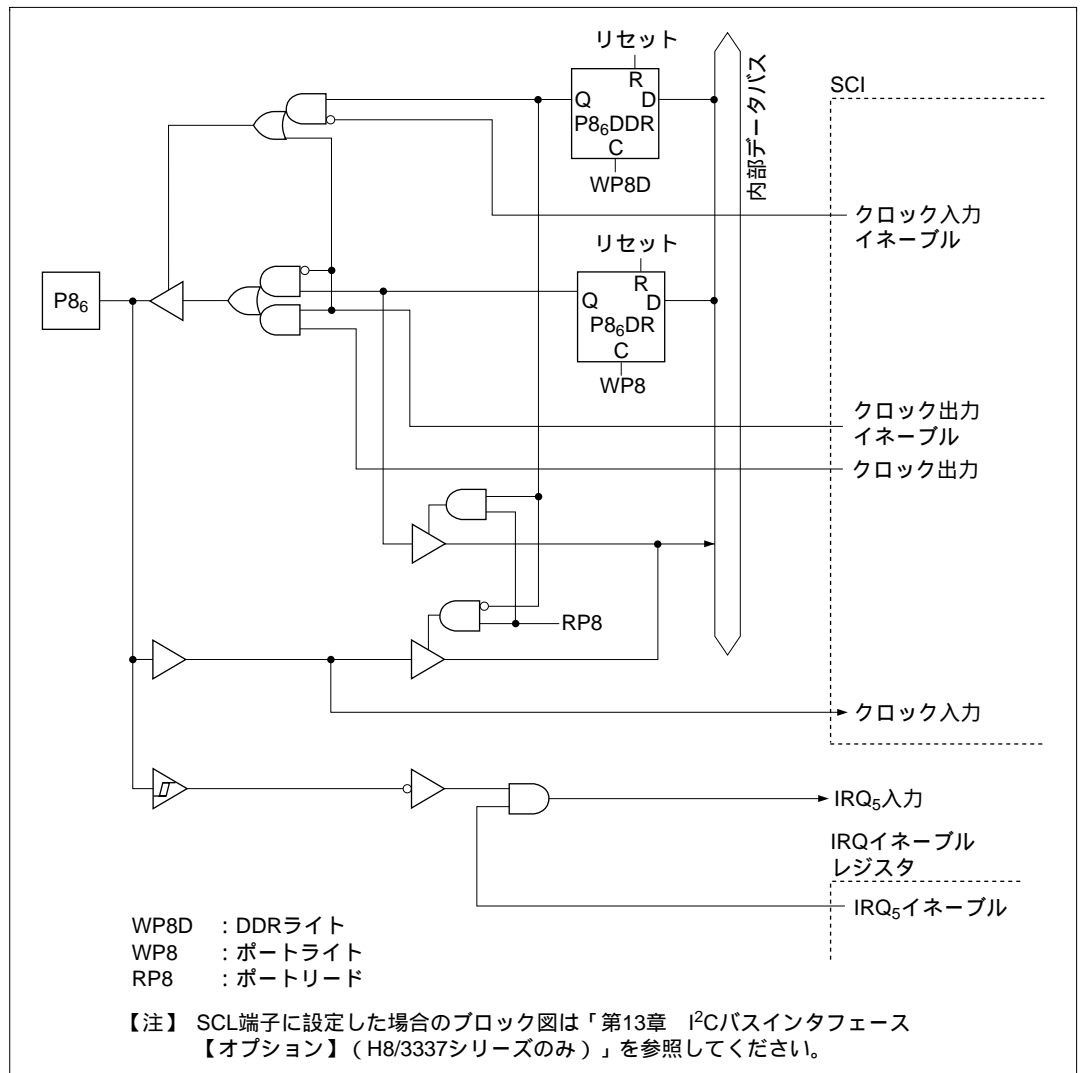 リセット
R
Q D
P8₆DDR
C
WP8D
内部データバス
SCI
クロック入力
イネーブル
リセット
R
Q D
P8₆DR
C
WP8
P8₆
クロック出力
イネーブル
クロック出力
RP8
クロック入力
IRQ₅入力
IRQイネーブル
レジスタ
IRQ₅イネーブル
WP8D :DDRライト
WP8 :ポートライト
RP8 :ポートリード
【注】 SCL端子に設定した場合のブロック図は「第13章 I²Cバスインタフェース
【オプション】(H8/3337シリーズのみ)」を参照してください。